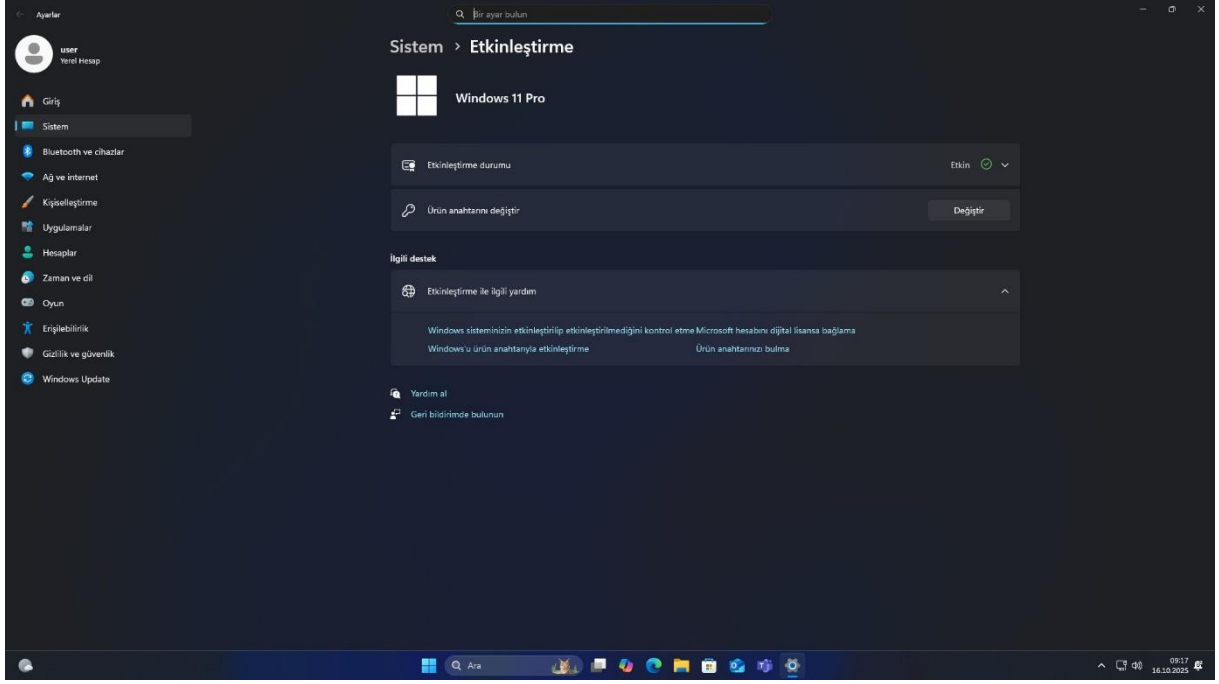 Ayarlar
Bir ayar bulun
user
Yerel Hesap
Giriş
Sistem
Bluetooth ve cihazlar
Ağ ve internet
Kişiselleştirme
Uygulamalar
Hesaplar
Zaman ve dil
Oyun
Erişilebilirlik
Gizlilik ve güvenlik
Windows Update
Sistem > Etkinleştirme
Windows 11 Pro
Etkinleştirme durumu
Etkin
Ürün anahtarını değiştir
Değiştir
İlgili destek
Etkinleştirme ile ilgili yardım
Windows sisteminizin etkinleştirilip etkinleştirilmediğini kontrol etme Microsoft hesabını dijital lisansa bağlama
Windows'u ürün anahtarıyla etkinleştirme Ürün anahtarınızı bulma
Yardım al
Geri bildirimde bulunun
Ara
09:17
16.10.2025